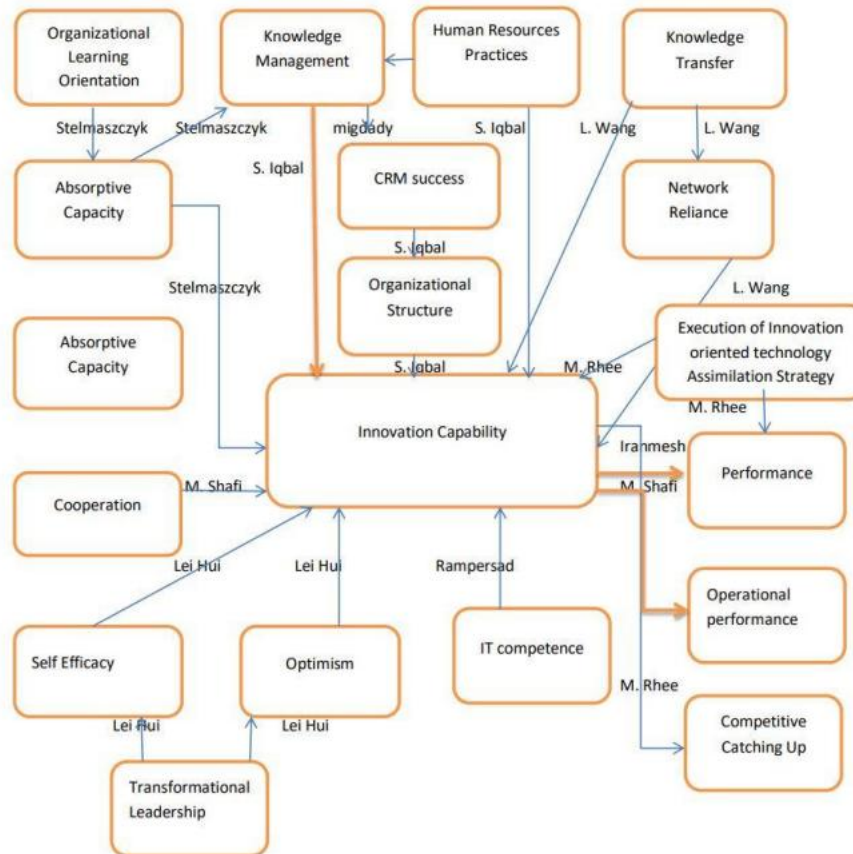 Organizational
Learning
Orientation
Knowledge
Management
Human Resources
Practices
Knowledge
Transfer
Stelmaszczyk
Stelmaszczyk
migdady
S. Iqbal
L. Wang
L. Wang
S. Iqbal
Absorptive
Capacity
CRM success
Network
Reliance
S. Iqbal
Stelmaszczyk
Organizational
Structure
L. Wang
Absorptive
Capacity
Execution of Innovation
oriented technology
Assimilation Strategy
S. Iqbal
M. Rhee
M. Rhee
Innovation Capability
Iranmesh
M. Shafi
Performance
Cooperation
M. Shafi
Lei Hui
Lei Hui
Rampersad
Operational
performance
Self Efficacy
Optimism
IT competence
M. Rhee
Lei Hui
Lei Hui
Competitive
Catching Up
Transformational
Leadership